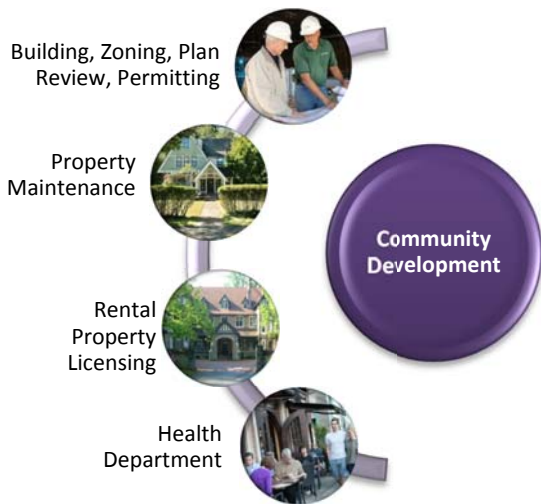 Building, Zoning, Plan
Review, Permitting
Property
Maintenance
Community
Development
Rental
Property
Licensing
Health
Department